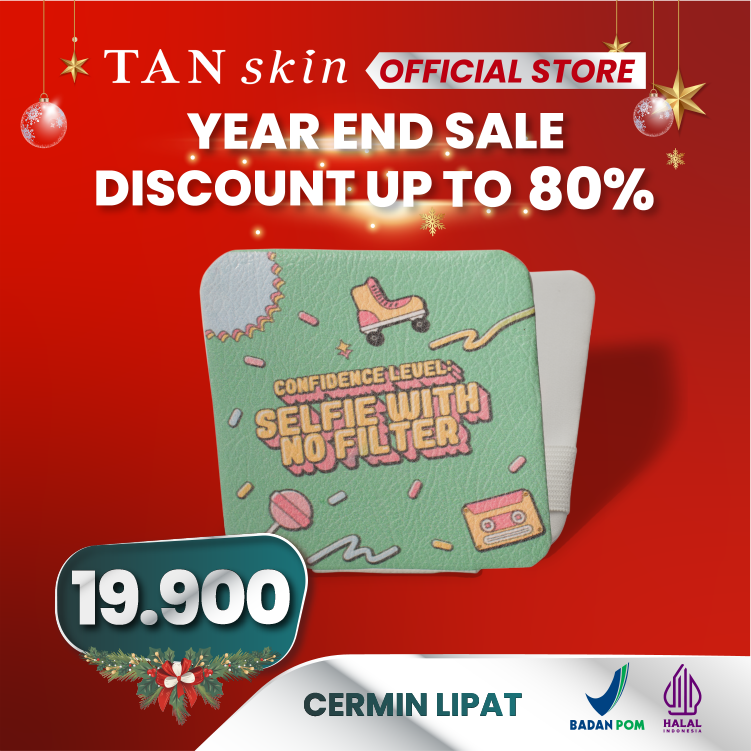 TAN skin OFFICIAL STORE
YEAR END SALE
DISCOUNT UP TO 80%
CONFIDENCE LEVEL:
SELFIE WITH
NO FILTER
19.900
CERMIN LIPAT
BADAN POM
HALAL
INDONESIA